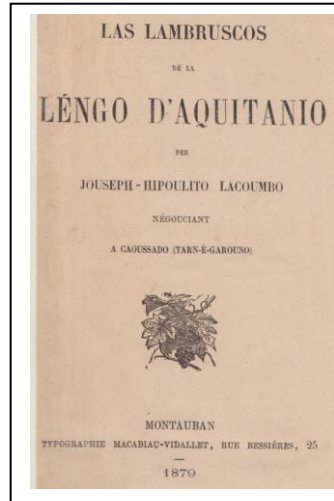 LAS LAMBRUSCOS
DÉ LA
LÉNGO D'AQUITANIO
PER
JOUSEPH-HIPOULITO LACOUMBO
NÉGOUCIANT
A CAOUSSADO (TARN-È-GAROUNO)
MONTAUBAN
TYPOGRAPHIE MACABIAU-VIDALLET, RUE BESSIÈRES, 25
1879